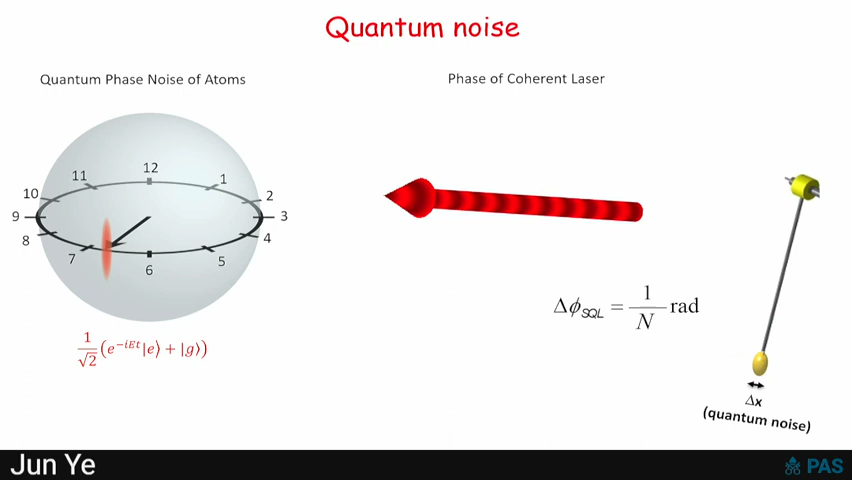 Quantum noise
Quantum Phase Noise of Atoms
Phase of Coherent Laser
12
11
1
10
2
9
3
8
4
7
5
6
1/√2 (e^{-iEt}|e⟩ + |g⟩)
Δϕ_SQL = 1/N rad
Δx
(quantum noise)
Jun Ye
PAS